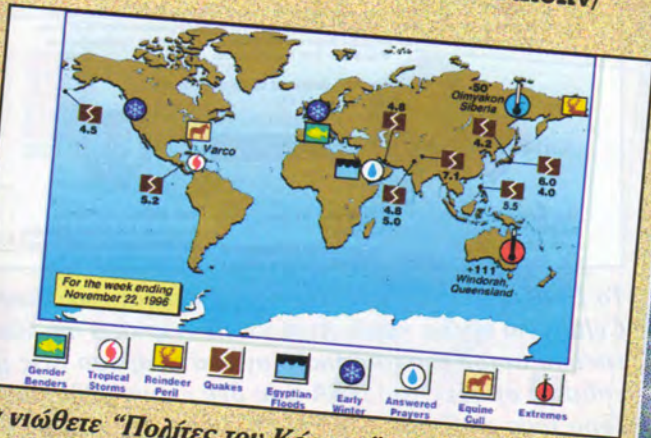 4.5
5.2
Varco
4.8
4.8
5.0
7.1
-50°
Oimyakon
Siberia
4.2
6.0
4.0
5.5
+111°
Windorah,
Queensland
For the week ending
November 22, 1996
Gender
Benders
Tropical
Storms
Reindeer
Peril
Quakes
Egyptian
Floods
Early
Winter
Answered
Prayers
Equine
Cull
Extremes
νιώθετε "Πολίτες του